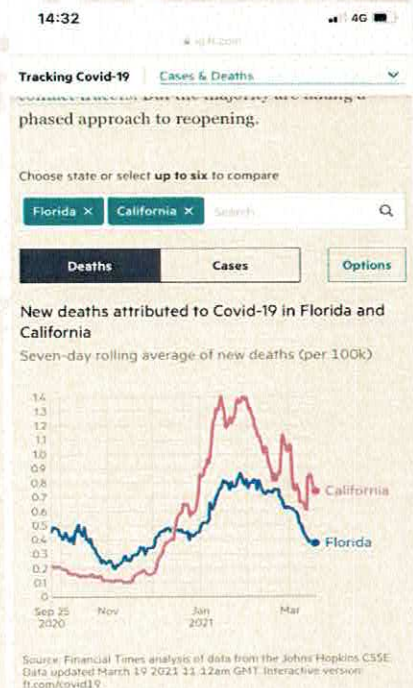 14:32
4G
ig.ft.com
Tracking Covid-19
Cases & Deaths
phased approach to reopening.
Choose state or select up to six to compare
Florida ×
California ×
Search
Deaths
Cases
Options
New deaths attributed to Covid-19 in Florida and
California
Seven-day rolling average of new deaths (per 100k)
1.4
1.3
1.2
1.1
1.0
0.9
0.8
0.7
0.6
0.5
0.4
0.3
0.2
0.1
0
California
Florida
Sep 25
2020
Nov
Jan
2021
Mar
Source: Financial Times analysis of data from the Johns Hopkins CSSE
Data updated March 19 2021 11.12am GMT. Interactive version:
ft.com/covid19